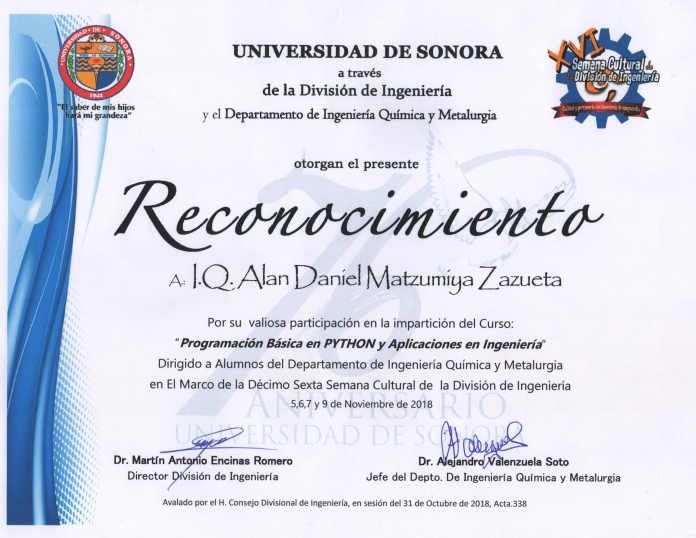 UNIVERSIDAD DE SONORA
1942
"El saber de mis hijos
hará mi grandeza"
UNIVERSIDAD DE SONORA
a través
de la División de Ingeniería
y el Departamento de Ingeniería Química y Metalurgia
XVI
Semana Cultural de
la División de Ingeniería
otorgan el presente
Reconocimiento
A: I.Q. Alan Daniel Matzumiya Zazueta
Por su valiosa participación en la impartición del Curso:
"Programación Básica en PYTHON y Aplicaciones en Ingeniería"
Dirigido a Alumnos del Departamento de Ingeniería Química y Metalurgia
en El Marco de la Décimo Sexta Semana Cultural de la División de Ingeniería
5,6,7 y 9 de Noviembre de 2018
76
ANIVERSARIO
UNIVERSIDAD DE SONORA
Dr. Martín Antonio Encinas Romero
Director División de Ingeniería
Dr. Alejandro Valenzuela Soto
Jefe del Depto. De Ingeniería Química y Metalurgia
Avalado por el H. Consejo Divisional de Ingeniería, en sesión del 31 de Octubre de 2018, Acta.338